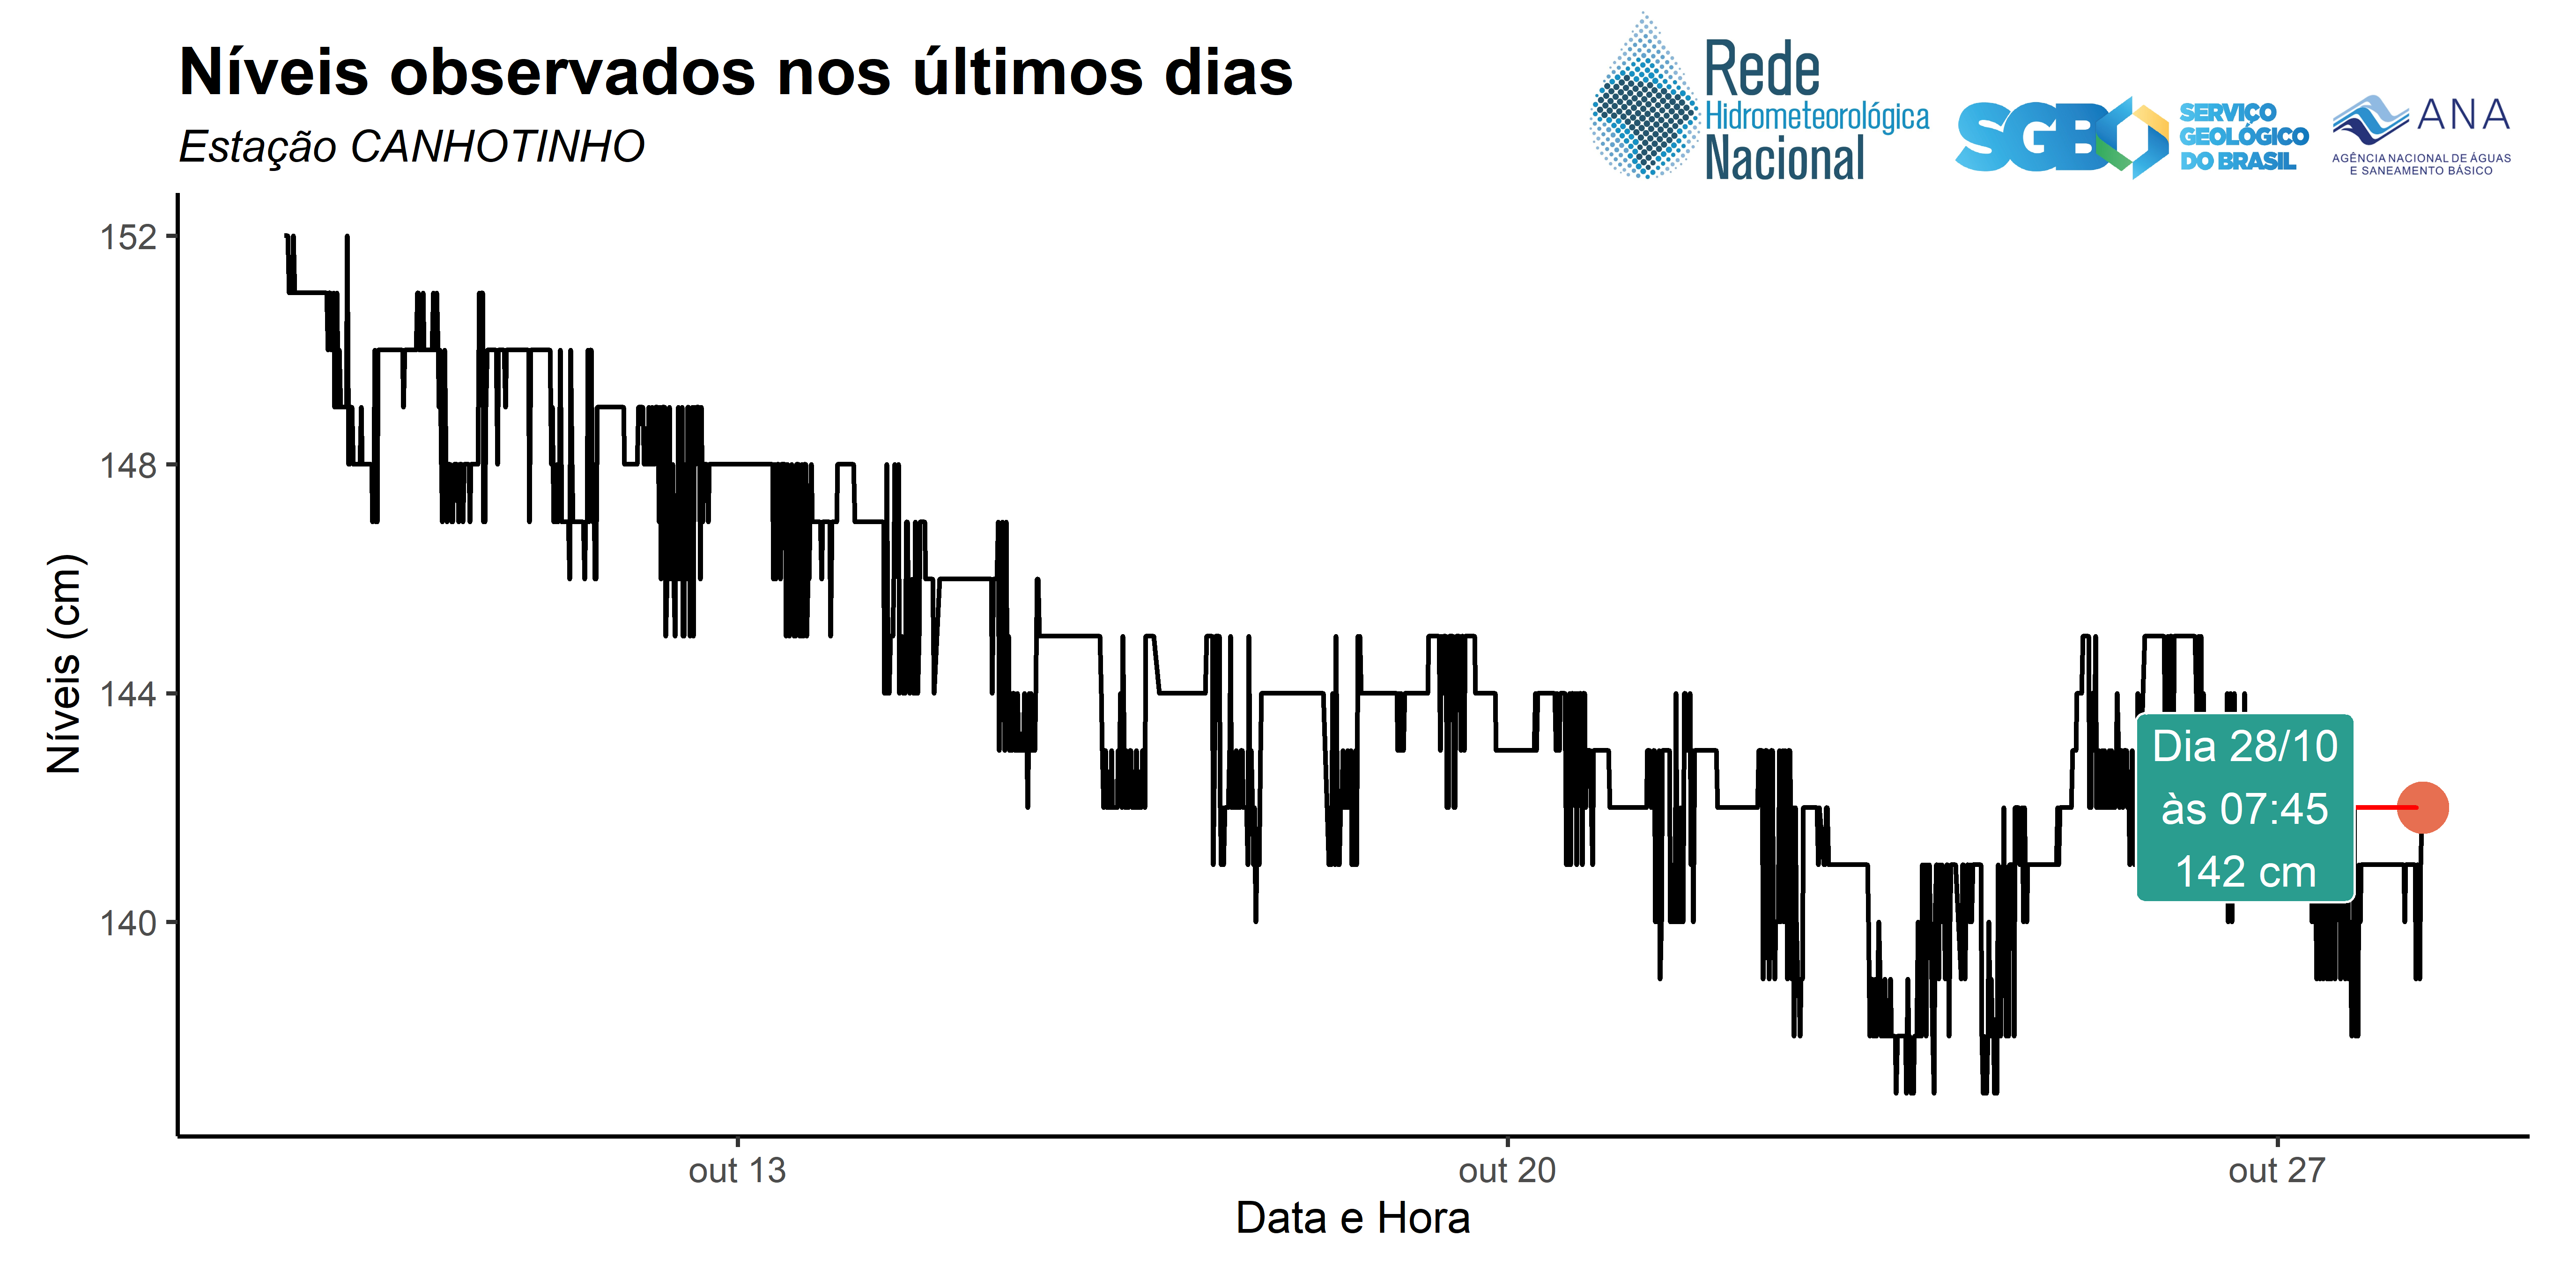 Níveis observados nos últimos dias
Estação CANHOTINHO
Rede
Hidrometeorológica
Nacional
SGB
SERVIÇO
GEOLÓGICO
DO BRASIL
ANA
AGÊNCIA NACIONAL DE ÁGUAS
E SANEAMENTO BÁSICO
Níveis (cm)
152
148
144
140
Dia 28/10
às 07:45
142 cm
out 13
out 20
out 27
Data e Hora